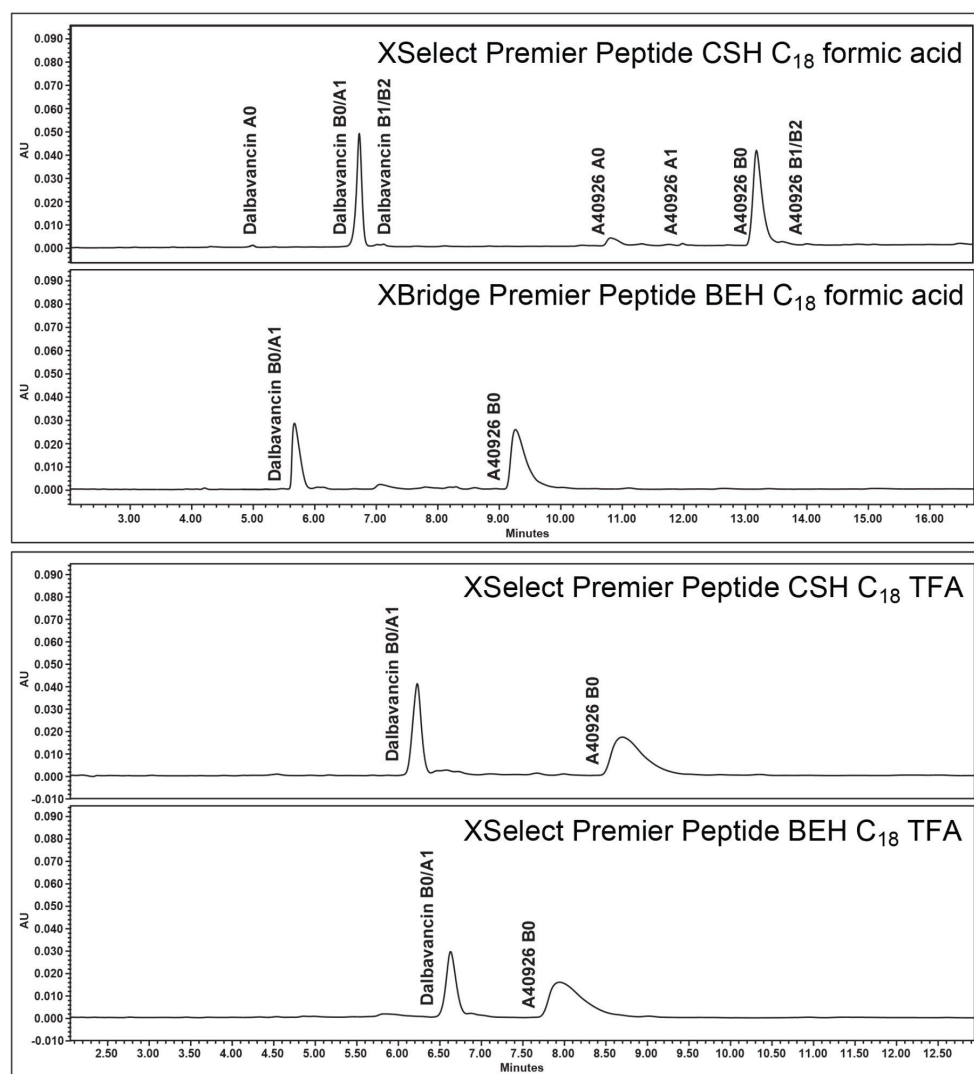 XSelect Premier Peptide CSH C₁₈ formic acid
0.090
0.080
0.070
0.060
0.050
0.040
0.030
0.020
0.010
0.000
AU
Dalbavancin A0
Dalbavancin B0/A1
Dalbavancin B1/B2
A40926 A0
A40926 A1
A40926 B0
A40926 B1/B2
XBridge Premier Peptide BEH C₁₈ formic acid
0.090
0.080
0.070
0.060
0.050
0.040
0.030
0.020
0.010
0.000
AU
Dalbavancin B0/A1
A40926 B0
3.00 4.00 5.00 6.00 7.00 8.00 9.00 10.00 11.00 12.00 13.00 14.00 15.00 16.00
Minutes
XSelect Premier Peptide CSH C₁₈ TFA
0.090
0.080
0.070
0.060
0.050
0.040
0.030
0.020
0.010
0.000
-0.010
AU
Dalbavancin B0/A1
A40926 B0
XSelect Premier Peptide BEH C₁₈ TFA
0.090
0.080
0.070
0.060
0.050
0.040
0.030
0.020
0.010
0.000
-0.010
AU
Dalbavancin B0/A1
A40926 B0
2.50 3.00 3.50 4.00 4.50 5.00 5.50 6.00 6.50 7.00 7.50 8.00 8.50 9.00 9.50 10.00 10.50 11.00 11.50 12.00 12.50
Minutes